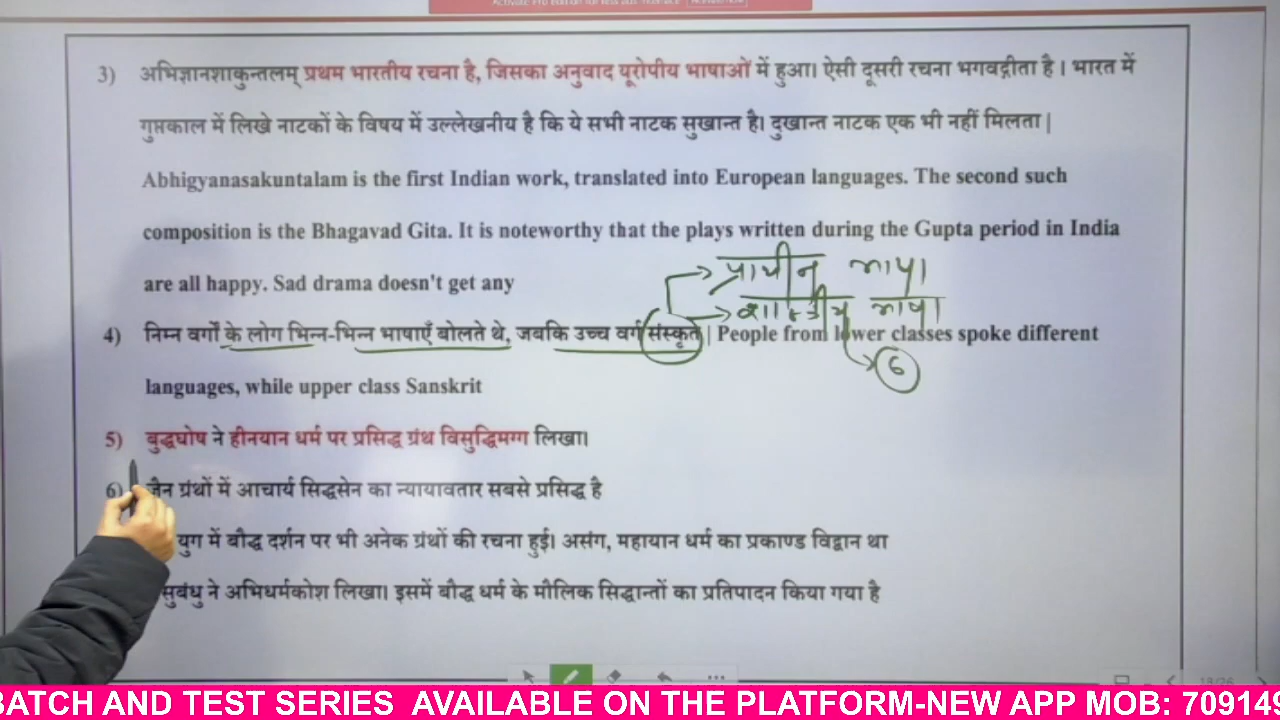 3) अभिज्ञानशाकुन्तलम् प्रथम भारतीय रचना है, जिसका अनुवाद यूरोपीय भाषाओं में हुआ। ऐसी दूसरी रचना भगवद्गीता है । भारत में
गुप्तकाल में लिखे नाटकों के विषय में उल्लेखनीय है कि ये सभी नाटक सुखान्त है। दुखान्त नाटक एक भी नहीं मिलता |
Abhigyanasakuntalam is the first Indian work, translated into European languages. The second such
composition is the Bhagavad Gita. It is noteworthy that the plays written during the Gupta period in India
are all happy. Sad drama doesn't get any
प्राचीन भाषा
शास्त्रीय भाषा
4) निम्न वर्गों के लोग भिन्न-भिन्न भाषाएँ बोलते थे, जबकि उच्च वर्ग संस्कृत | People from lower classes spoke different
6
languages, while upper class Sanskrit
5) बुद्धघोष ने हीनयान धर्म पर प्रसिद्ध ग्रंथ विसुद्धिमग्ग लिखा।
6) जैन ग्रंथों में आचार्य सिद्धसेन का न्यायावतार सबसे प्रसिद्ध है
युग में बौद्ध दर्शन पर भी अनेक ग्रंथों की रचना हुई। असंग, महायान धर्म का प्रकाण्ड विद्वान था
सुबंधु ने अभिधर्मकोश लिखा। इसमें बौद्ध धर्म के मौलिक सिद्धान्तों का प्रतिपादन किया गया है
BATCH AND TEST SERIES AVAILABLE ON THE PLATFORM-NEW APP MOB: 709149